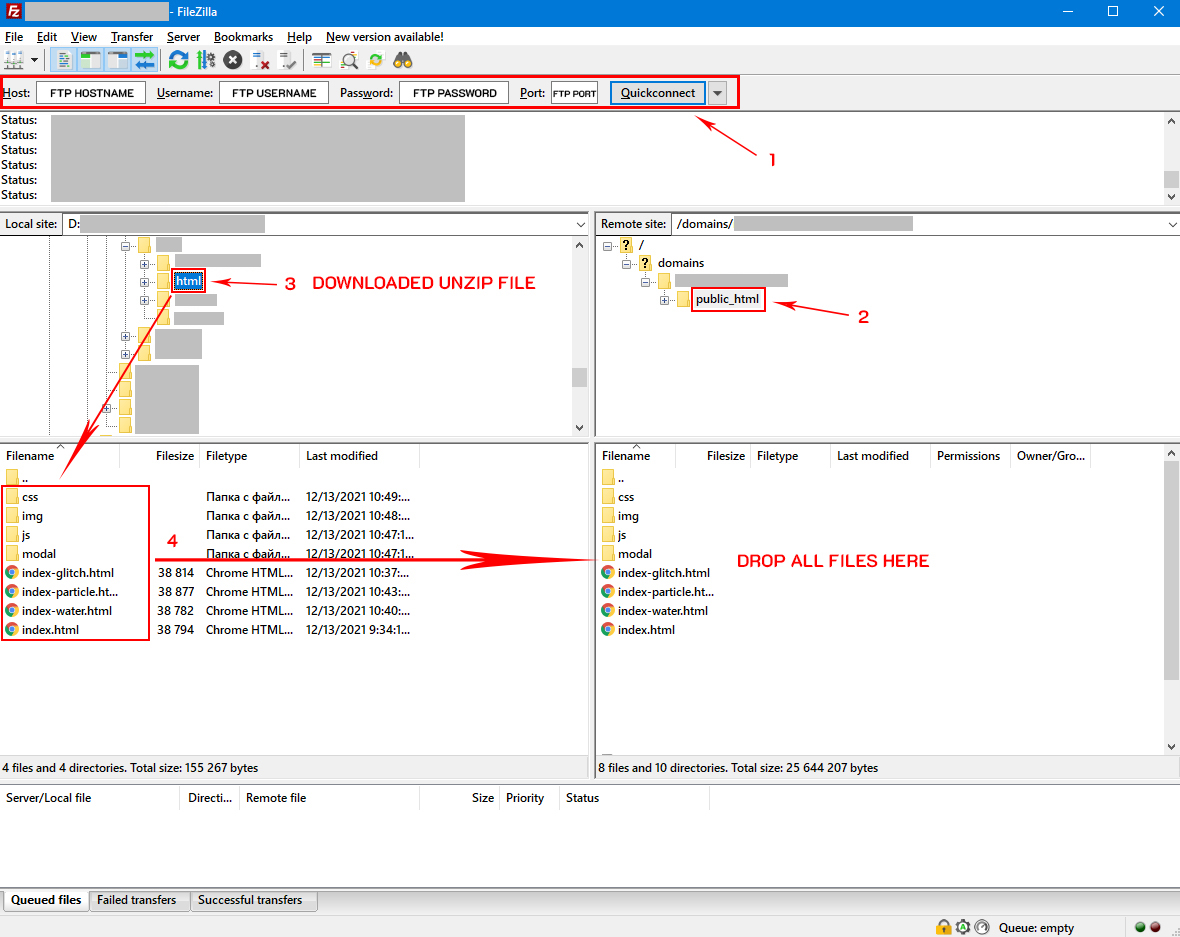 - FileZilla
File Edit View Transfer Server Bookmarks Help New version available!
Host: FTP HOSTNAME Username: FTP USERNAME Password: FTP PASSWORD Port: FTP PORT Quickconnect
Status:
Status:
Status:
1
Status:
Status:
Status:
Local site: D:
Remote site: /domains/
/
domains
html
3 DOWNLOADED UNZIP FILE
public_html
2
Filename Filesize Filetype Last modified
Filename Filesize Filetype Last modified Permissions Owner/Gro...
..
css Папка с файл... 12/13/2021 10:49:...
img Папка с файл... 12/13/2021 10:48:...
js Папка с файл... 12/13/2021 10:47:1...
4
modal Папка с файл... 12/13/2021 10:47:1...
index-glitch.html 38 814 Chrome HTML... 12/13/2021 10:37:...
index-particle.ht... 38 877 Chrome HTML... 12/13/2021 10:43:...
index-water.html 38 782 Chrome HTML... 12/13/2021 10:40:...
index.html 38 794 Chrome HTML... 12/13/2021 9:34:1...
..
css
img
js
modal
DROP ALL FILES HERE
index-glitch.html
index-particle.ht...
index-water.html
index.html
4 files and 4 directories. Total size: 155 267 bytes
8 files and 10 directories. Total size: 25 644 207 bytes
Server/Local file Directi... Remote file Size Priority Status
Queued files Failed transfers Successful transfers
Queue: empty